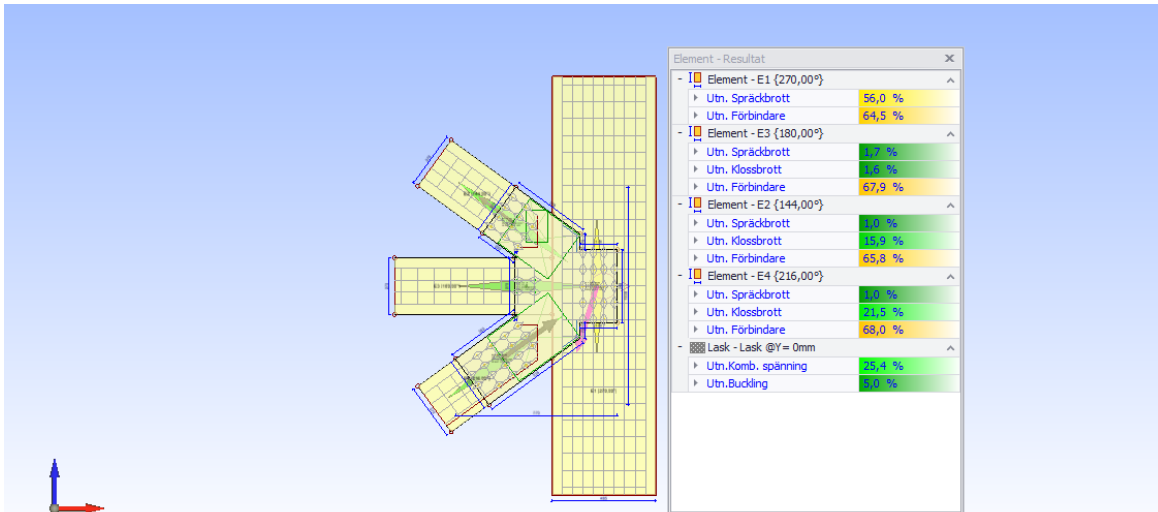 Element - Resultat
Element - E1 {270,00°}
Utn. Spräckbrott 56,0 %
Utn. Förbindare 64,5 %
Element - E3 {180,00°}
Utn. Spräckbrott 1,7 %
Utn. Klossbrott 1,6 %
Utn. Förbindare 67,9 %
Element - E2 {144,00°}
Utn. Spräckbrott 1,0 %
Utn. Klossbrott 15,9 %
Utn. Förbindare 65,8 %
Element - E4 {216,00°}
Utn. Spräckbrott 1,0 %
Utn. Klossbrott 21,5 %
Utn. Förbindare 68,0 %
Lask - Lask @Y= 0mm
Utn.Komb. spänning 25,4 %
Utn.Buckling 5,0 %